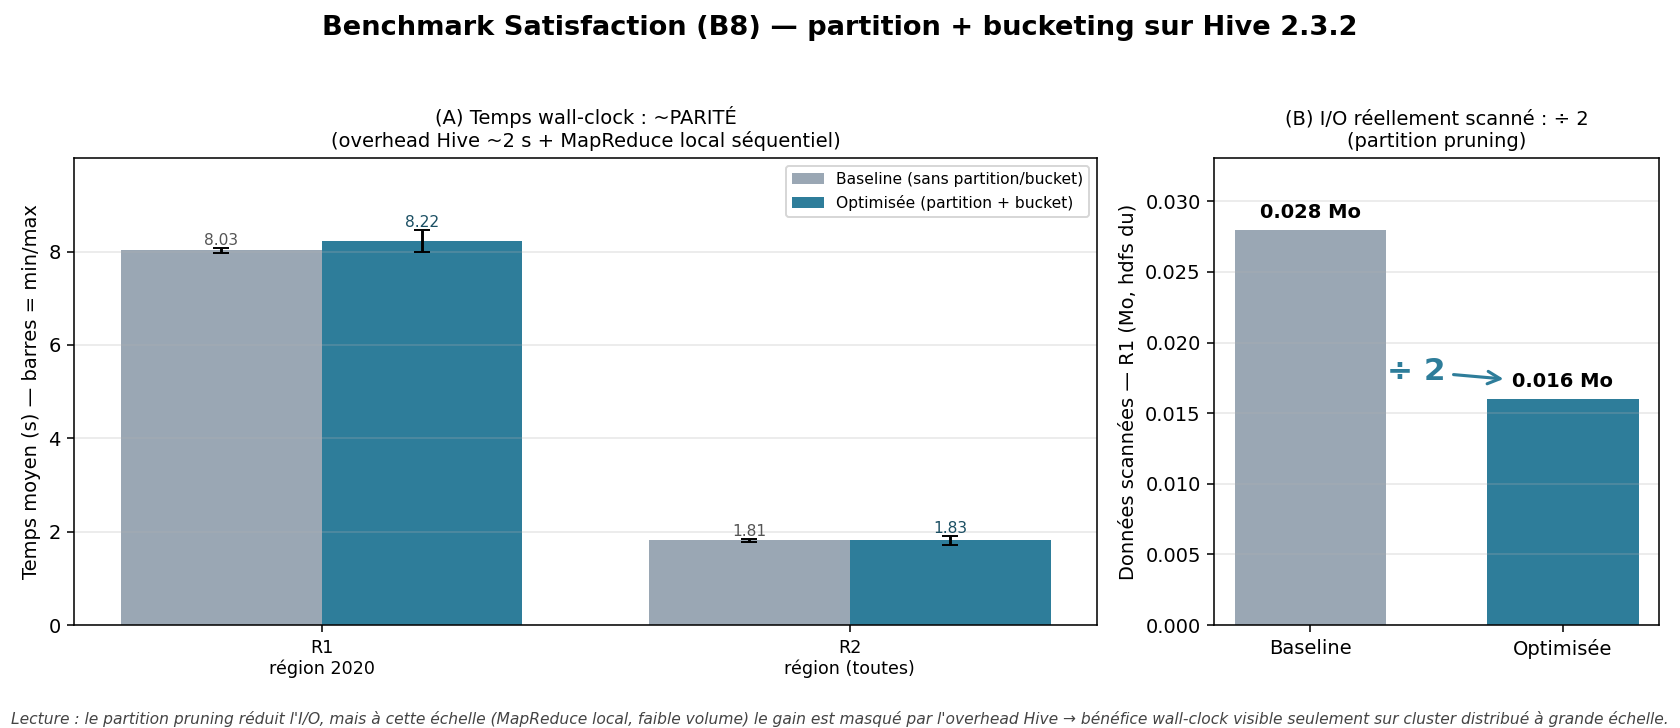 Benchmark Satisfaction (B8) — partition + bucketing sur Hive 2.3.2
(A) Temps wall-clock : ~PARITÉ
(overhead Hive ~2 s + MapReduce local séquentiel)
Temps moyen (s) — barres = min/max
8
6
4
2
0
Baseline (sans partition/bucket)
Optimisée (partition + bucket)
8.03
8.22
1.81
1.83
R1
région 2020
R2
région (toutes)
(B) I/O réellement scanné : ÷ 2
(partition pruning)
Données scannées — R1 (Mo, hdfs du)
0.030
0.025
0.020
0.015
0.010
0.005
0.000
0.028 Mo
÷ 2
0.016 Mo
Baseline
Optimisée
Lecture : le partition pruning réduit l'I/O, mais à cette échelle (MapReduce local, faible volume) le gain est masqué par l'overhead Hive → bénéfice wall-clock visible seulement sur cluster distribué à grande échelle.